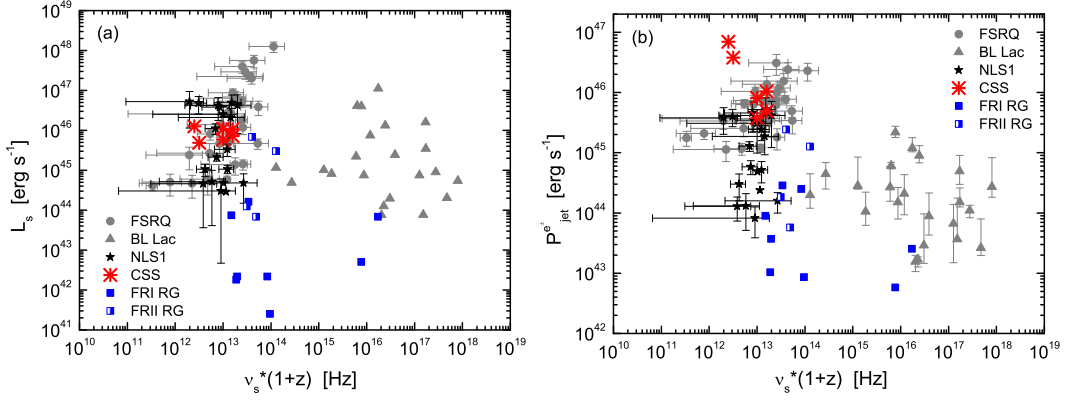 (a)
10^48
10^47
10^46
10^45
10^44
10^43
10^42
10^41
L_s [erg s^-1]
FSRQ
BL Lac
NLS1
CSS
FRI RG
FRII RG
10^10 10^11 10^12 10^13 10^14 10^15 10^16 10^17 10^18 10^19
ν_s*(1+z) [Hz]
(b)
10^47
10^46
10^45
10^44
10^43
10^42
P^e±_jet [erg s^-1]
FSRQ
BL Lac
NLS1
CSS
FRI RG
FRII RG
10^10 10^11 10^12 10^13 10^14 10^15 10^16 10^17 10^18 10^19
ν_s*(1+z) [Hz]